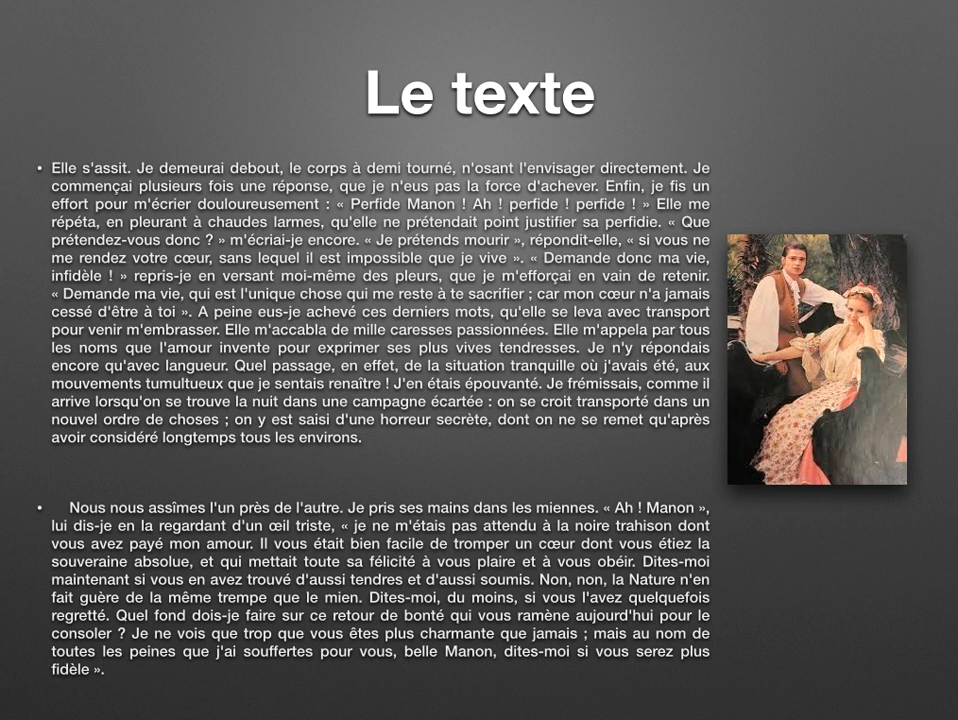 Le texte
• Elle s'assit. Je demeurai debout, le corps à demi tourné, n'osant l'envisager directement. Je
commençai plusieurs fois une réponse, que je n'eus pas la force d'achever. Enfin, je fis un
effort pour m'écrier douloureusement : « Perfide Manon ! Ah ! perfide ! perfide ! » Elle me
répéta, en pleurant à chaudes larmes, qu'elle ne prétendait point justifier sa perfidie. « Que
prétendez-vous donc ? » m'écriai-je encore. « Je prétends mourir », répondit-elle, « si vous ne
me rendez votre cœur, sans lequel il est impossible que je vive ». « Demande donc ma vie,
infidèle ! » repris-je en versant moi-même des pleurs, que je m'efforçai en vain de retenir.
« Demande ma vie, qui est l'unique chose qui me reste à te sacrifier ; car mon cœur n'a jamais
cessé d'être à toi ». A peine eus-je achevé ces derniers mots, qu'elle se leva avec transport
pour venir m'embrasser. Elle m'accabla de mille caresses passionnées. Elle m'appela par tous
les noms que l'amour invente pour exprimer ses plus vives tendresses. Je n'y répondais
encore qu'avec langueur. Quel passage, en effet, de la situation tranquille où j'avais été, aux
mouvements tumultueux que je sentais renaître ! J'en étais épouvanté. Je frémissais, comme il
arrive lorsqu'on se trouve la nuit dans une campagne écartée : on se croit transporté dans un
nouvel ordre de choses ; on y est saisi d'une horreur secrète, dont on ne se remet qu'après
avoir considéré longtemps tous les environs.
• Nous nous assîmes l'un près de l'autre. Je pris ses mains dans les miennes. « Ah ! Manon »,
lui dis-je en la regardant d'un œil triste, « je ne m'étais pas attendu à la noire trahison dont
vous avez payé mon amour. Il vous était bien facile de tromper un cœur dont vous étiez la
souveraine absolue, et qui mettait toute sa félicité à vous plaire et à vous obéir. Dites-moi
maintenant si vous en avez trouvé d'aussi tendres et d'aussi soumis. Non, non, la Nature n'en
fait guère de la même trempe que le mien. Dites-moi, du moins, si vous l'avez quelquefois
regretté. Quel fond dois-je faire sur ce retour de bonté qui vous ramène aujourd'hui pour le
consoler ? Je ne vois que trop que vous êtes plus charmante que jamais ; mais au nom de
toutes les peines que j'ai souffertes pour vous, belle Manon, dites-moi si vous serez plus
fidèle ».